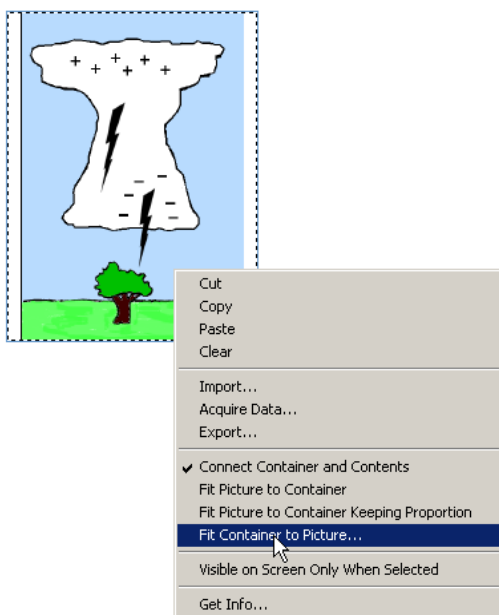 Cut
Copy
Paste
Clear
Import...
Acquire Data...
Export...
Connect Container and Contents
Fit Picture to Container
Fit Picture to Container Keeping Proportion
Fit Container to Picture...
Visible on Screen Only When Selected
Get Info...